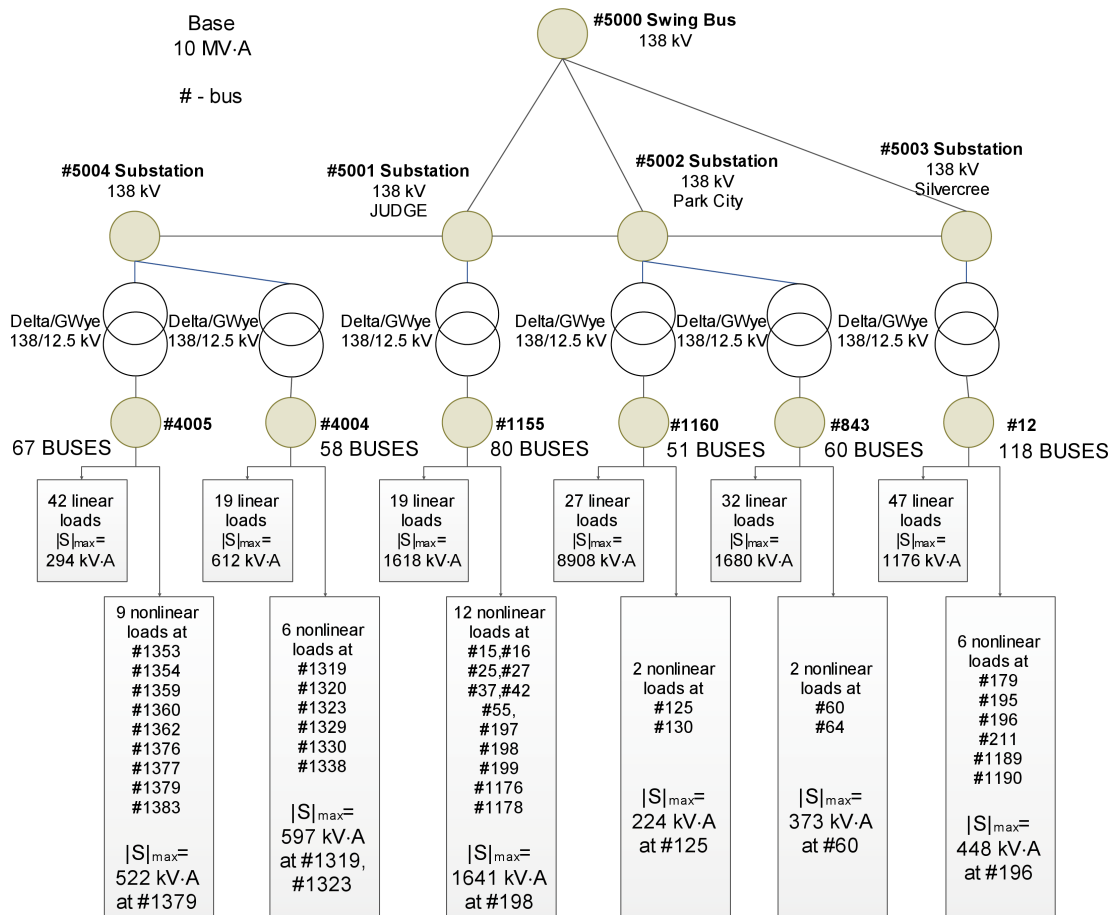 Base
10 MV·A
# - bus
#5000 Swing Bus
138 kV
#5004 Substation
138 kV
#5001 Substation
138 kV
JUDGE
#5002 Substation
138 kV
Park City
#5003 Substation
138 kV
Silvercree
Delta/GWye
138/12.5 kV
Delta/GWye
138/12.5 kV
Delta/GWye
138/12.5 kV
Delta/GWye
138/12.5 kV
Delta/GWye
138/12.5 kV
Delta/GWye
138/12.5 kV
#4005
67 BUSES
#4004
58 BUSES
#1155
80 BUSES
#1160
51 BUSES
#843
60 BUSES
#12
118 BUSES
42 linear
loads
|S|max=
294 kV·A
19 linear
loads
|S|max=
612 kV·A
19 linear
loads
|S|max=
1618 kV·A
27 linear
loads
|S|max=
8908 kV·A
32 linear
loads
|S|max=
1680 kV·A
47 linear
loads
|S|max=
1176 kV·A
9 nonlinear
loads at
#1353
#1354
#1359
#1360
#1362
#1376
#1377
#1379
#1383
|S|max=
522 kV·A
at #1379
6 nonlinear
loads at
#1319
#1320
#1323
#1329
#1330
#1338
|S|max=
597 kV·A
at #1319,
#1323
12 nonlinear
loads at
#15,#16
#25,#27
#37,#42
#55,
#197
#198
#199
#1176
#1178
|S|max=
1641 kV·A
at #198
2 nonlinear
loads at
#125
#130
|S|max=
224 kV·A
at #125
2 nonlinear
loads at
#60
#64
|S|max=
373 kV·A
at #60
6 nonlinear
loads at
#179
#195
#196
#211
#1189
#1190
|S|max=
448 kV·A
at #196